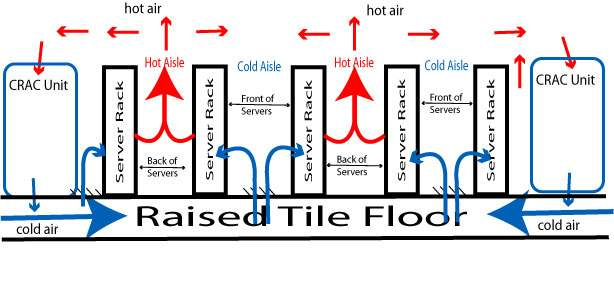 hot air
hot air
Hot Aisle
Cold Aisle
Hot Aisle
Cold Aisle
CRAC Unit
CRAC Unit
Server Rack
Server Rack
Server Rack
Server Rack
Server Rack
Front of
Servers
Front of
Servers
Back of
Servers
Back of
Servers
Raised Tile Floor
cold air
cold air